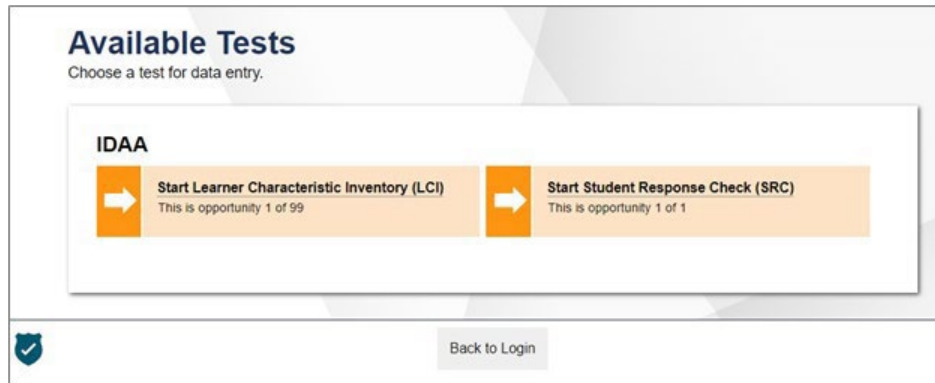 Available Tests
Choose a test for data entry.
IDAA
Start Learner Characteristic Inventory (LCI)
This is opportunity 1 of 99
Start Student Response Check (SRC)
This is opportunity 1 of 1
Back to Login